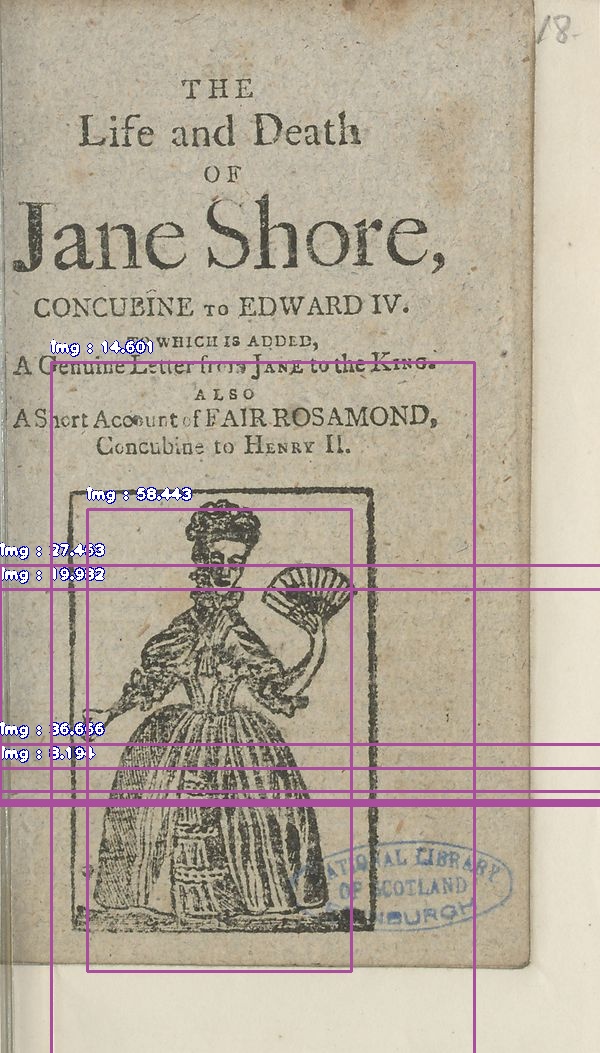 18.
THE
Life and Death
OF
Jane Shore,
CONCUBINE TO EDWARD IV.
TO WHICH IS ADDED,
img : 14.601
A Genuine Letter from JANE to the KING.
ALSO
A Short Account of FAIR ROSAMOND,
Concubine to HENRY II.
img : 58.443
img : 27.453
img : 19.932
img : 36.656
img : 3.194
NATIONAL LIBRARY
OF SCOTLAND
EDINBURGH